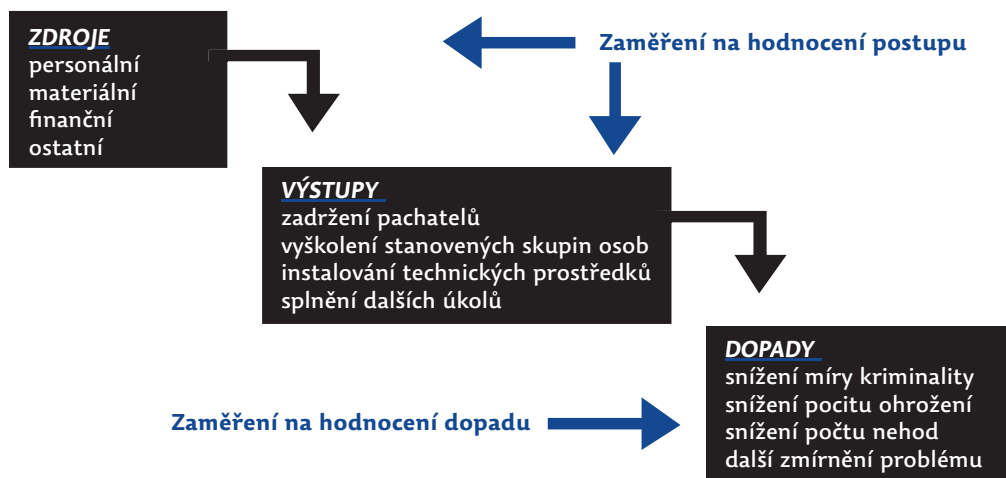 ZDROJE
personální
materiální
finanční
ostatní
Zaměření na hodnocení postupu
VÝSTUPY
zadržení pachatelů
vyškolení stanovených skupin osob
instalování technických prostředků
splnění dalších úkolů
Zaměření na hodnocení dopadu
DOPADY
snížení míry kriminality
snížení pocitu ohrožení
snížení počtu nehod
další zmírnění problému